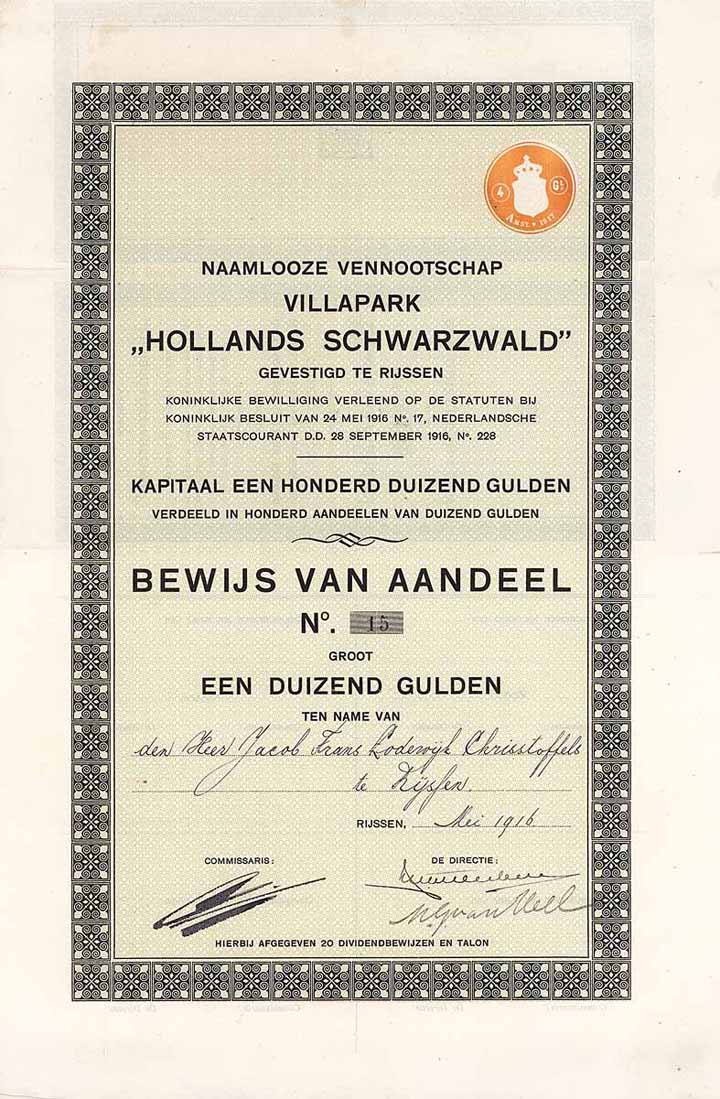 4 GL.
AMST. * 1917
NAAMLOOZE VENNOOTSCHAP
VILLAPARK
„HOLLANDS SCHWARZWALD”
GEVESTIGD TE RIJSSEN
KONINKLIJKE BEWILLIGING VERLEEND OP DE STATUTEN BIJ
KONINKLIJK BESLUIT VAN 24 MEI 1916 No. 17, NEDERLANDSCHE
STAATSCOURANT D.D. 28 SEPTEMBER 1916, No. 228
KAPITAAL EEN HONDERD DUIZEND GULDEN
VERDEELD IN HONDERD AANDEELEN VAN DUIZEND GULDEN
BEWIJS VAN AANDEEL
No. 15
GROOT
EEN DUIZEND GULDEN
TEN NAME VAN
den Heer Jacob Frans Lodewijk Chrisstoffels
te Rijssen.
RIJSSEN, Mei 1916
COMMISSARIS: DE DIRECTIE:
HIERBIJ AFGEGEVEN 20 DIVIDENDBEWIJZEN EN TALON